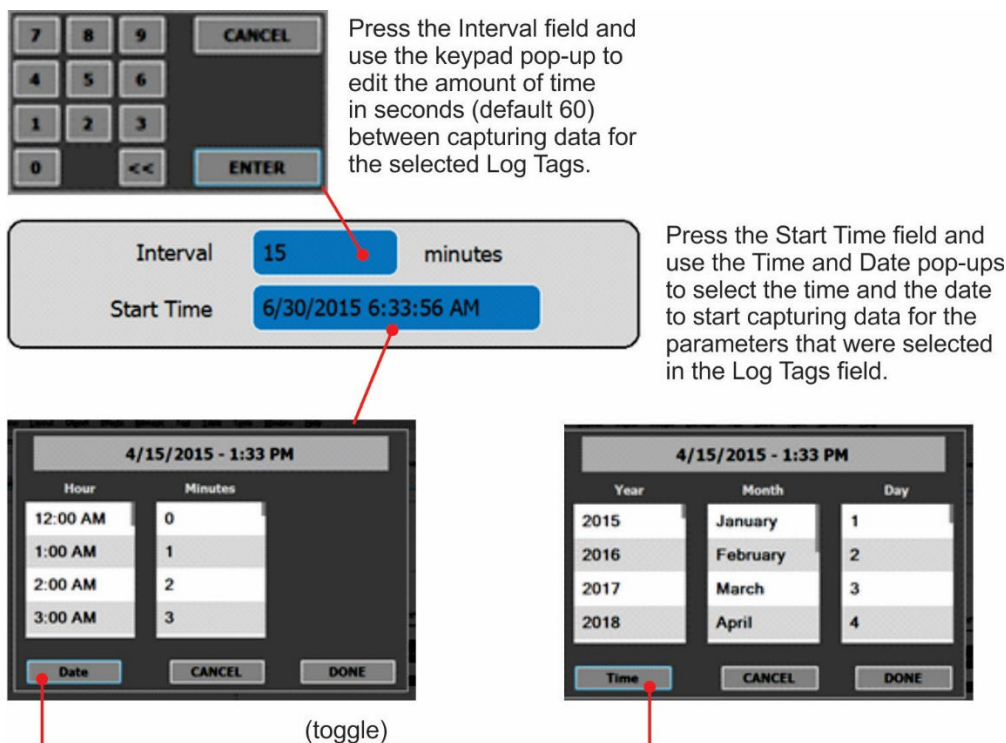 7 8 9 CANCEL
4 5 6
1 2 3
0 << ENTER
Press the Interval field and
use the keypad pop-up to
edit the amount of time
in seconds (default 60)
between capturing data for
the selected Log Tags.
Interval 15 minutes
Start Time 6/30/2015 6:33:56 AM
Press the Start Time field and
use the Time and Date pop-ups
to select the time and the date
to start capturing data for the
parameters that were selected
in the Log Tags field.
4/15/2015 - 1:33 PM
Hour Minutes
12:00 AM 0
1:00 AM 1
2:00 AM 2
3:00 AM 3
Date CANCEL DONE
4/15/2015 - 1:33 PM
Year Month Day
2015 January 1
2016 February 2
2017 March 3
2018 April 4
Time CANCEL DONE
(toggle)